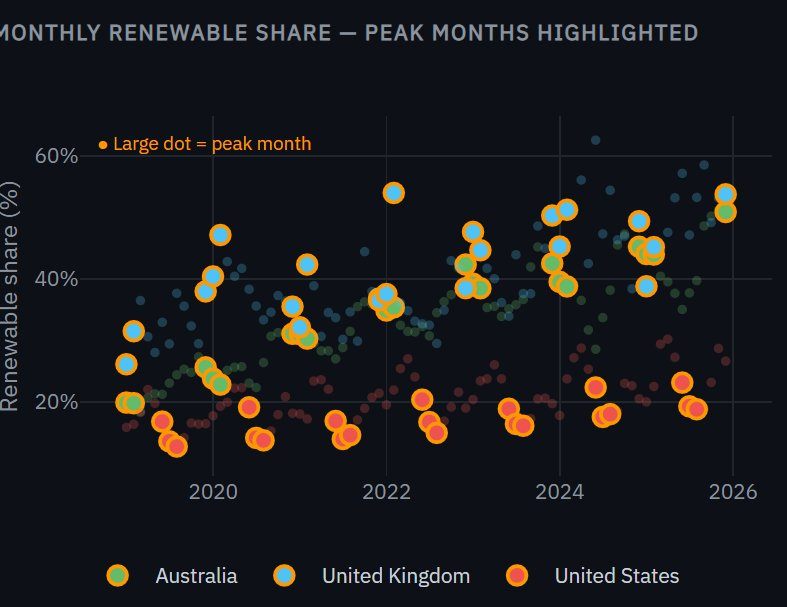 MONTHLY RENEWABLE SHARE — PEAK MONTHS HIGHLIGHTED
Large dot = peak month
Renewable share (%)
60%
40%
20%
2020
2022
2024
2026
Australia
United Kingdom
United States